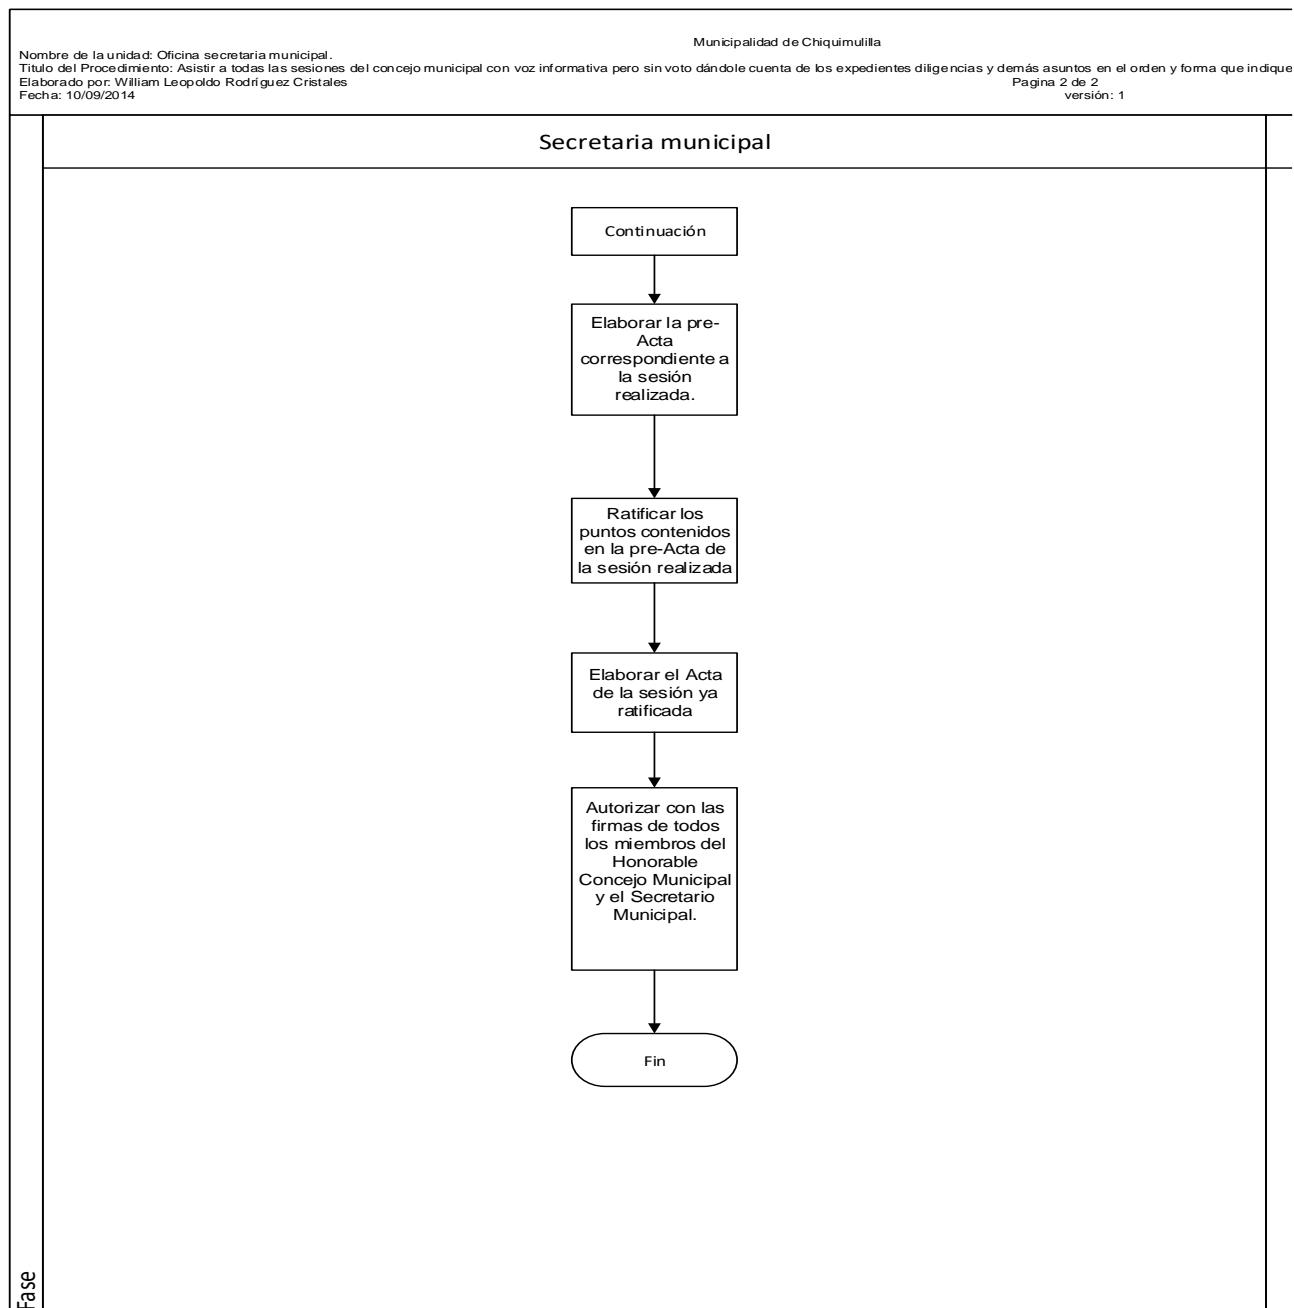 Municipalidad de Chiquimulilla
Nombre de la unidad: Oficina secretaria municipal.
Titulo del Procedimiento: Asistir a todas las sesiones del concejo municipal con voz informativa pero sin voto dándole cuenta de los expedientes diligencias y demás asuntos en el orden y forma que indique
Elaborado por: William Leopoldo Rodríguez Cristales
Pagina 2 de 2
Fecha: 10/09/2014
versión: 1
Secretaria municipal
Continuación
Elaborar la pre-
Acta
correspondiente a
la sesión
realizada.
Ratificar los
puntos contenidos
en la pre-Acta de
la sesión realizada
Elaborar el Acta
de la sesión ya
ratificada
Autorizar con las
firmas de todos
los miembros del
Honorable
Concejo Municipal
y el Secretario
Municipal.
Fin
Fase